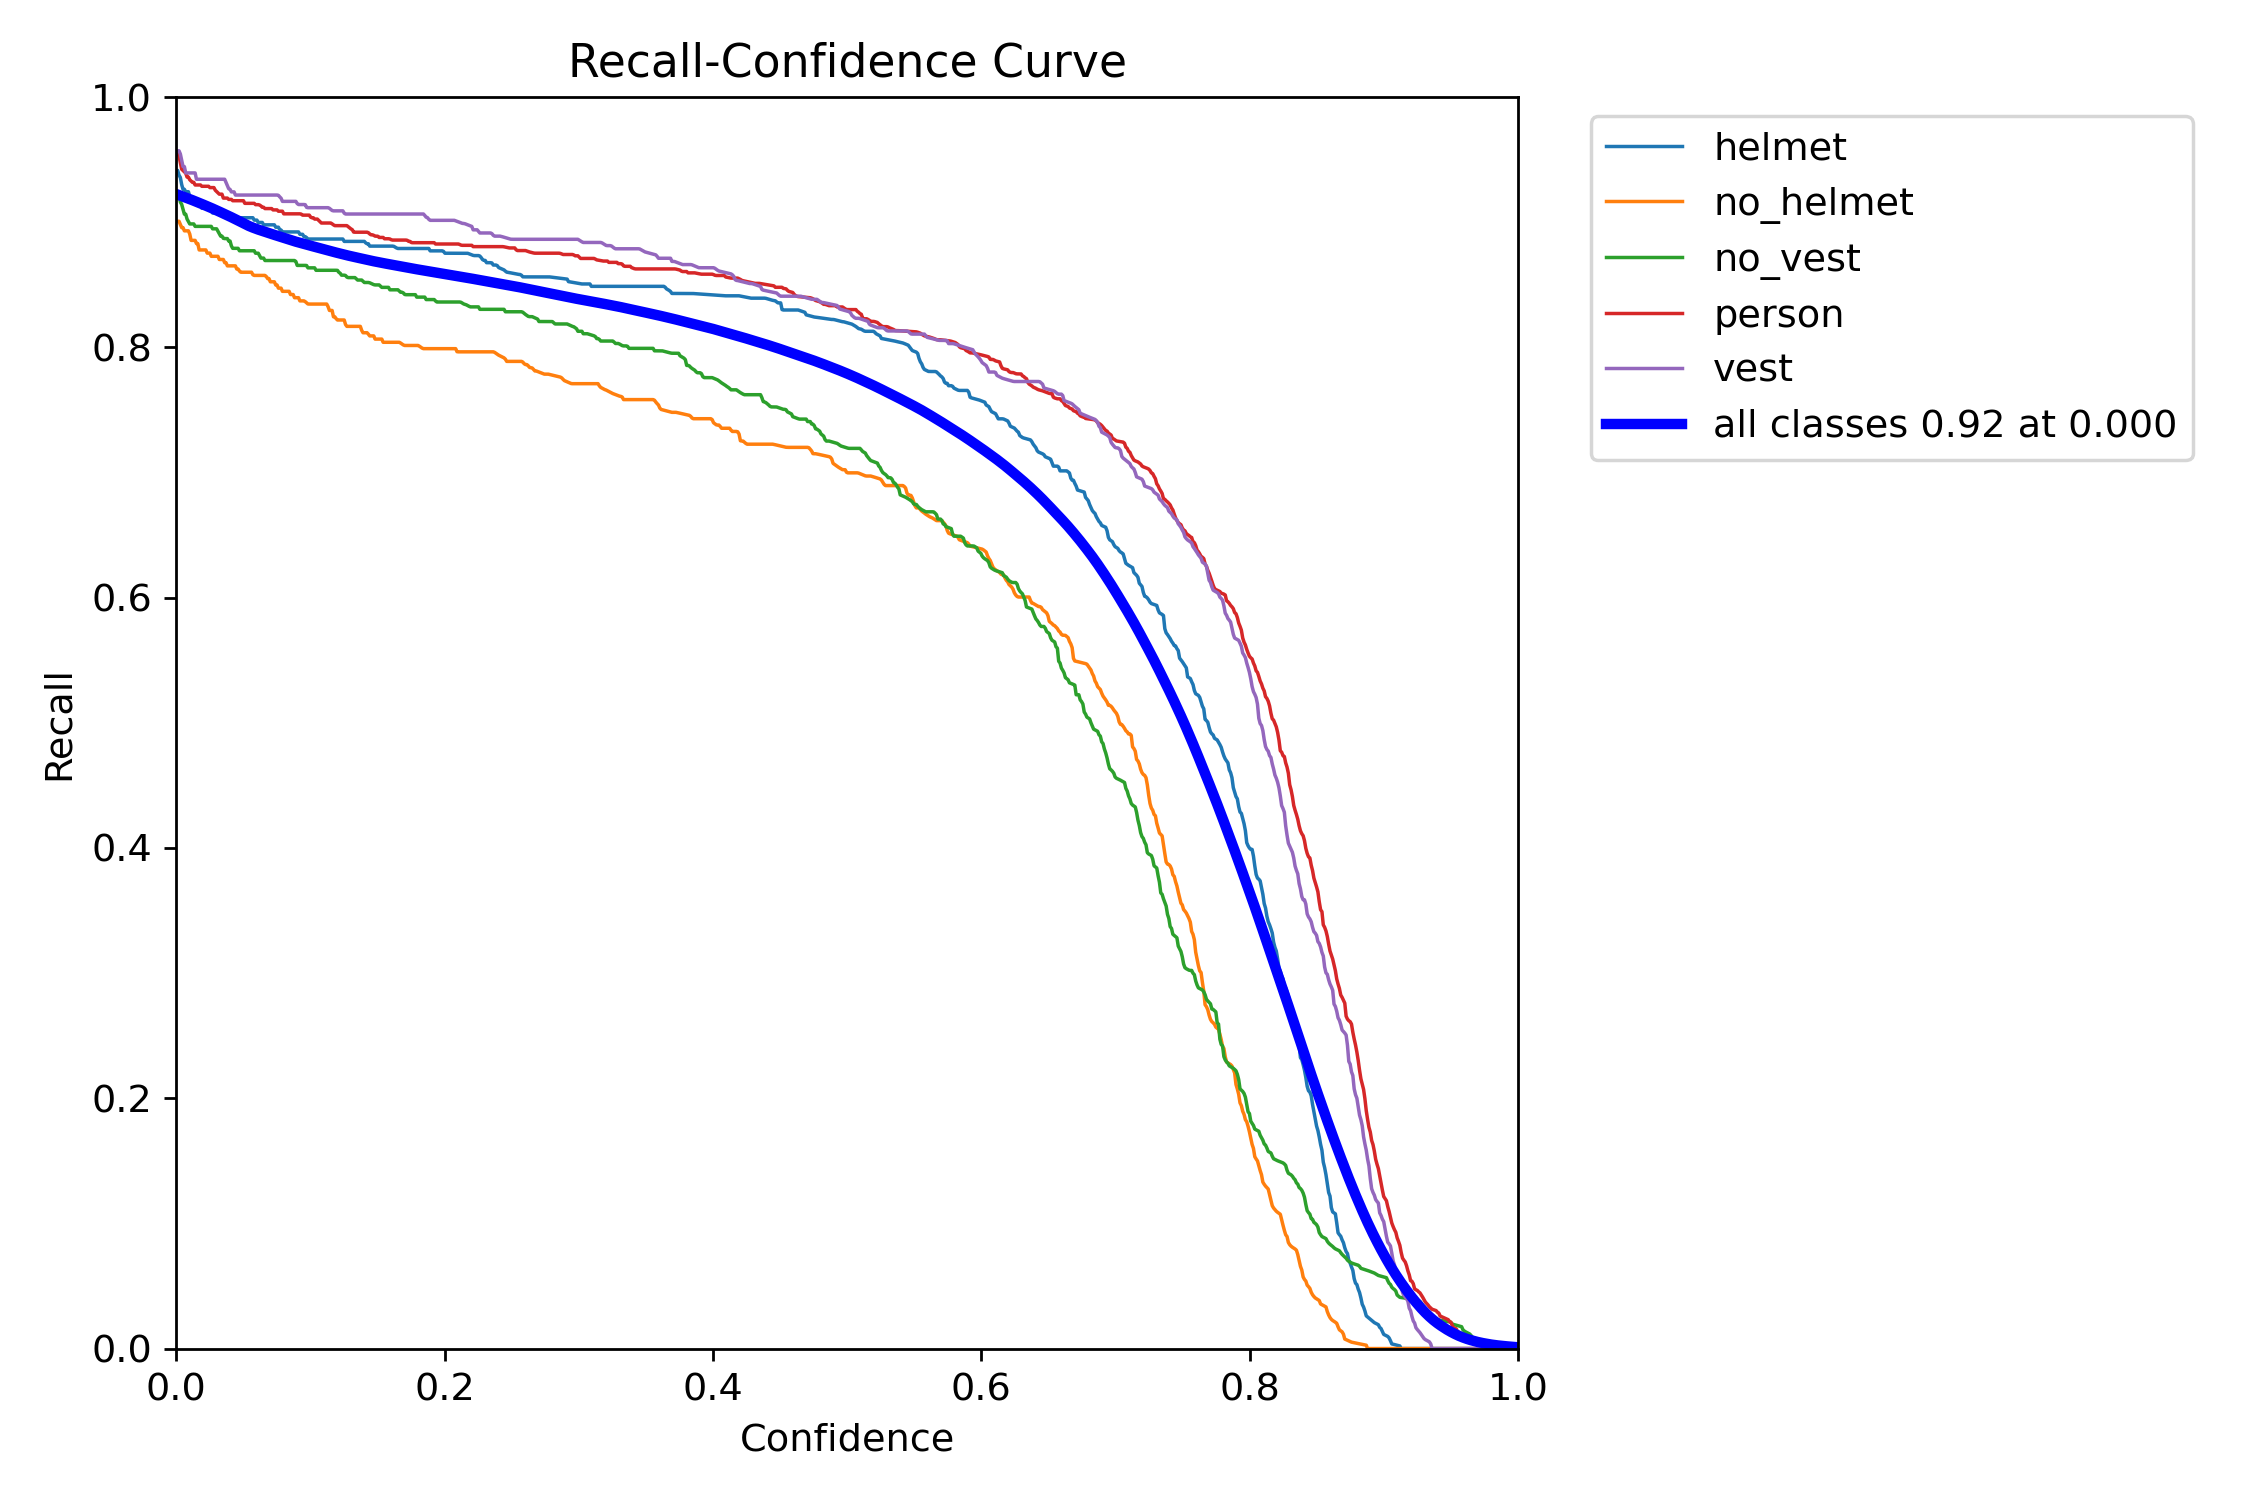 Recall-Confidence Curve
1.0
0.8
0.6
0.4
0.2
0.0
Recall
0.0 0.2 0.4 0.6 0.8 1.0
Confidence
helmet
no_helmet
no_vest
person
vest
all classes 0.92 at 0.000